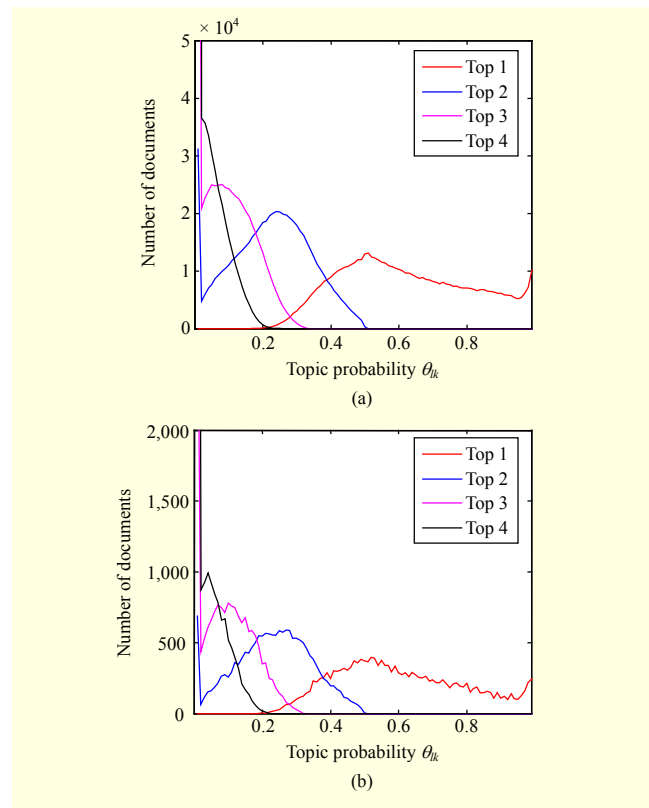 × 10⁴
5
4
3
2
1
0
Number of documents
Top 1
Top 2
Top 3
Top 4
0.2 0.4 0.6 0.8
Topic probability θlk
(a)
2,000
1,500
1,000
500
0
Number of documents
Top 1
Top 2
Top 3
Top 4
0.2 0.4 0.6 0.8
Topic probability θlk
(b)